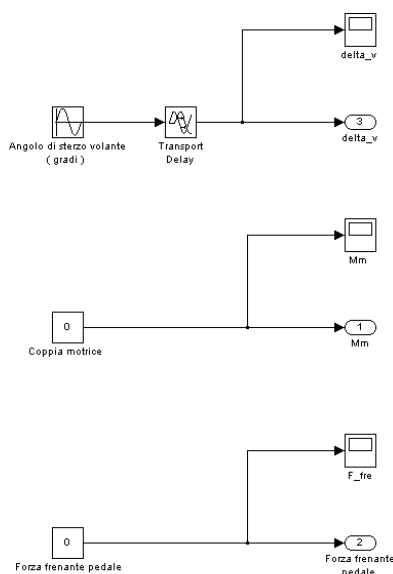 delta_v
3
delta_v
Angolo di sterzo volante
( gradi )
Transport
Delay
Mm
0
Coppia motrice
1
Mm
F_fre
0
Forza frenante pedale
2
Forza frenante
pedale